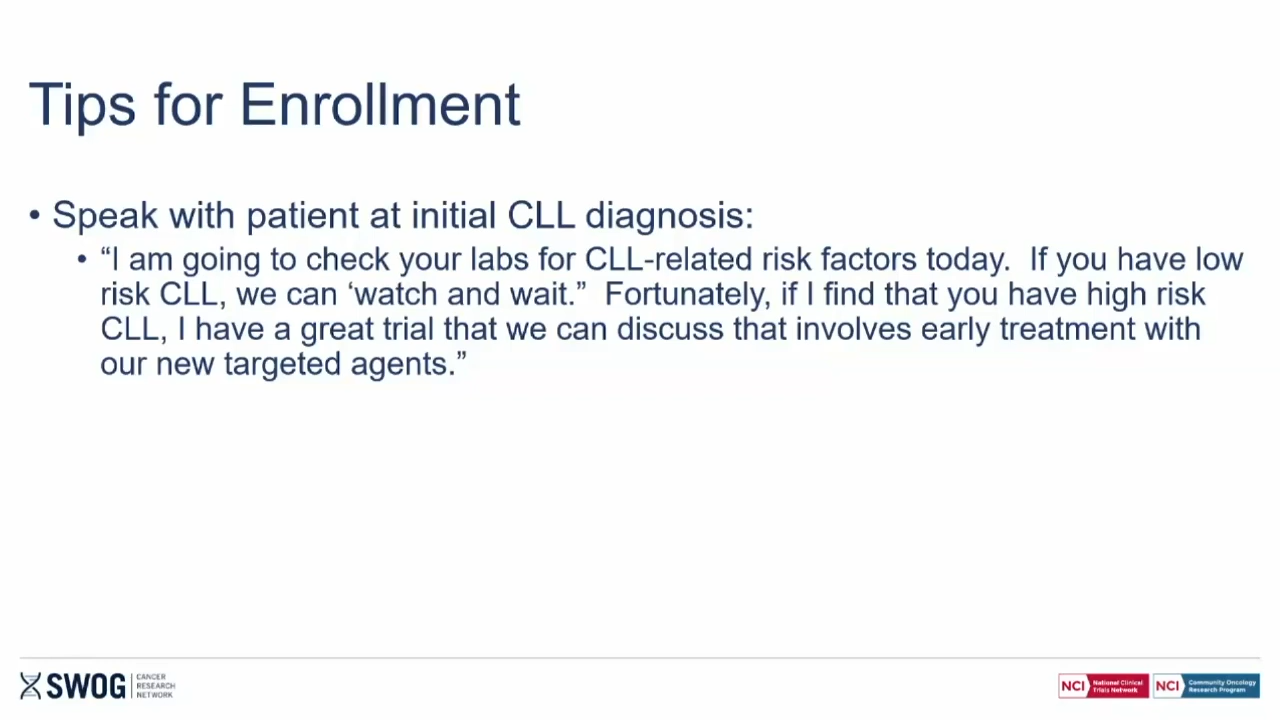 Tips for Enrollment
• Speak with patient at initial CLL diagnosis:
• “I am going to check your labs for CLL-related risk factors today.  If you have low
risk CLL, we can ‘watch and wait.”  Fortunately, if I find that you have high risk
CLL, I have a great trial that we can discuss that involves early treatment with
our new targeted agents.”
SWOG
CANCER
RESEARCH
NETWORK
NCI
National Clinical
Trials Network
NCI
Community Oncology
Research Program